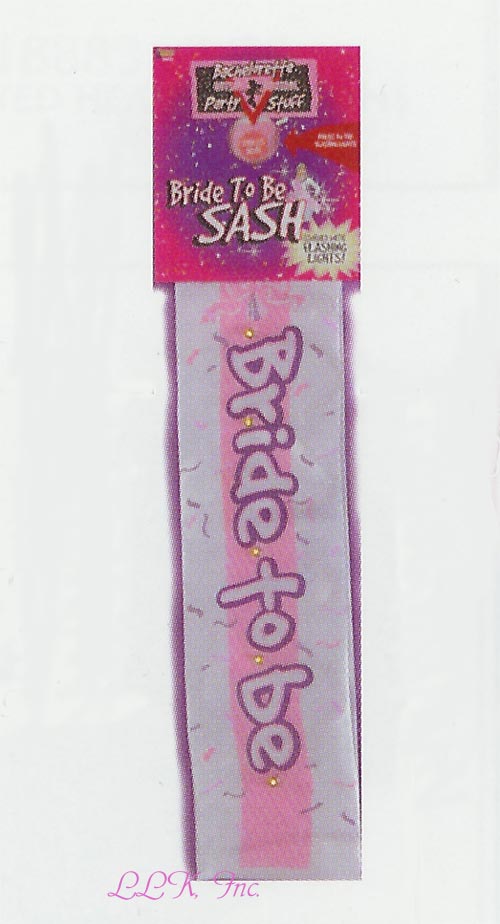 Bachelorette
Party Stuff
Bride To Be
SASH
FLASHING
LIGHTS!
Bride to be
LLK, Inc.